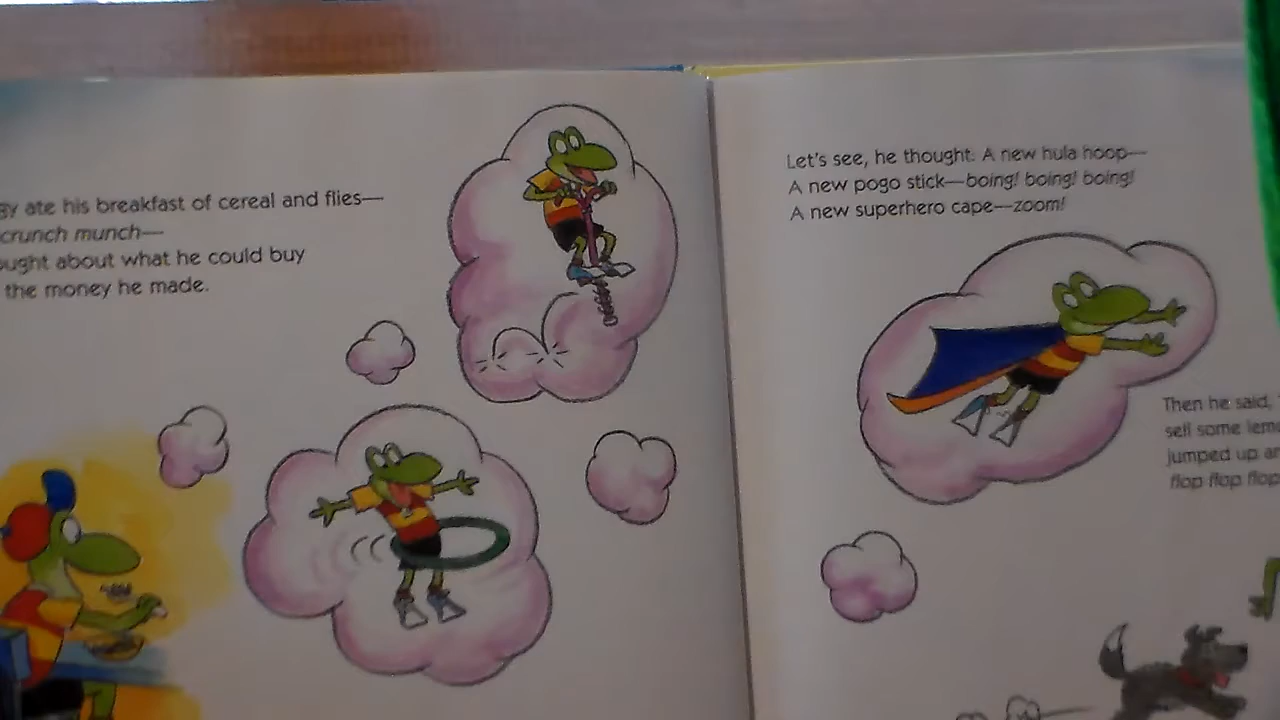 ate his breakfast of cereal and flies—
crunch munch—
about what he could buy
the money he made.
Let's see, he thought. A new hula hoop—
A new pogo stick—boing! boing! boing!
A new superhero cape—zoom!
Then he said,
sell some
jumped up
flop flop flop